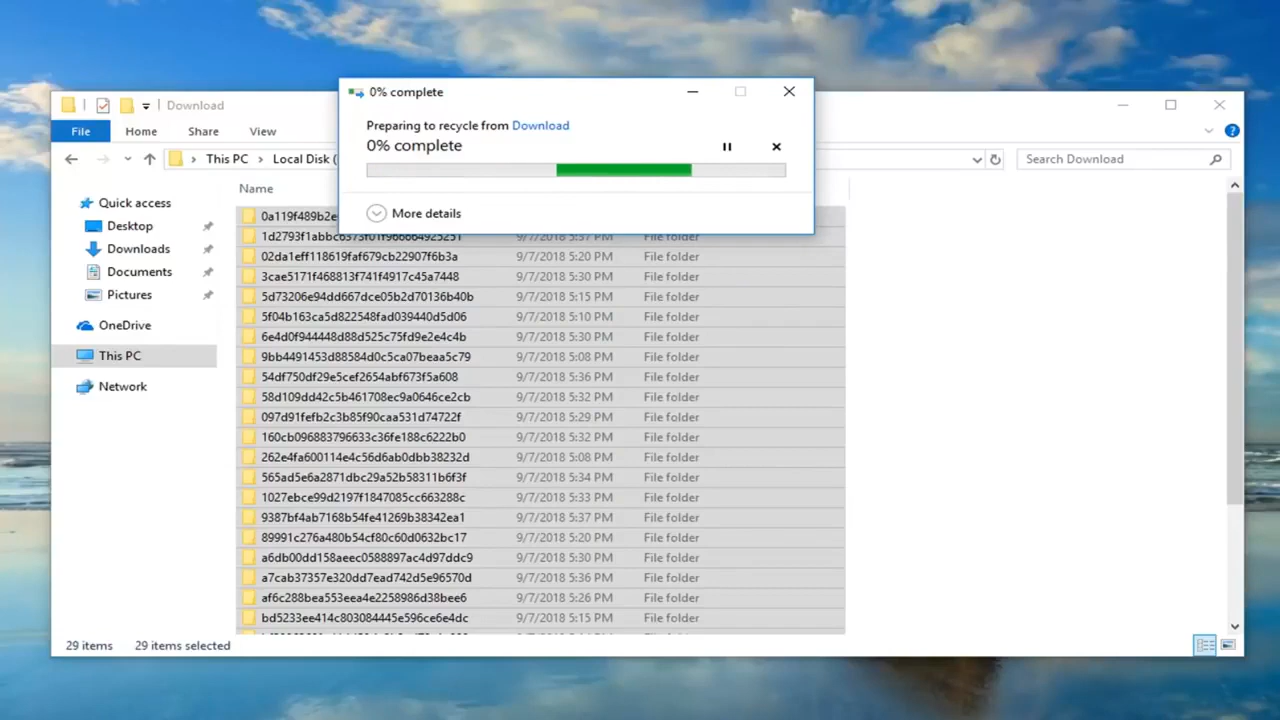 0% complete
Preparing to recycle from Download
0% complete
More details
Download
File Home Share View
This PC Local Disk (
Search Download
Quick access
Desktop
Downloads
Documents
Pictures
OneDrive
This PC
Network
Name
0a119f489b2e
9/7/2018 5:37 PM File folder
02da1eff118619faf679cb22907f6b3a 9/7/2018 5:20 PM File folder
3cae5171f468813f741f4917c45a7448 9/7/2018 5:30 PM File folder
5d73206e94dd667dce05b2d70136b40b 9/7/2018 5:15 PM File folder
5f04b163ca5d822548fad039440d5d06 9/7/2018 5:10 PM File folder
6e4d0f944448d88d525c75fd9e2e4c4b 9/7/2018 5:30 PM File folder
9bb4491453d88584d0c5ca07beaa5c79 9/7/2018 5:08 PM File folder
54df750df29e5cef2654abf673f5a608 9/7/2018 5:36 PM File folder
58d109dd42c5b461708ec9a0646ce2cb 9/7/2018 5:32 PM File folder
097d91fefb2c3b85f90caa531d74722f 9/7/2018 5:29 PM File folder
160cb096883796633c36fe188c6222b0 9/7/2018 5:32 PM File folder
262e4fa600114e4c56d6ab0dbb38232d 9/7/2018 5:08 PM File folder
565ad5e6a2871dbc29a52b58311b6f3f 9/7/2018 5:34 PM File folder
1027ebce99d2197f1847085cc663288c 9/7/2018 5:33 PM File folder
9387bf4ab7168b54fe41269b38342ea1 9/7/2018 5:37 PM File folder
89991c276a480b54cf80c60d0632bc17 9/7/2018 5:20 PM File folder
a6db00dd158aeec0588897ac4d97ddc9 9/7/2018 5:30 PM File folder
a7cab37357e320dd7ead742d5e96570d 9/7/2018 5:36 PM File folder
af6c288bea553eea4e2258986d38bee6 9/7/2018 5:26 PM File folder
bd5233ee414c803084445e596ce6e4dc 9/7/2018 5:15 PM File folder
29 items 29 items selected